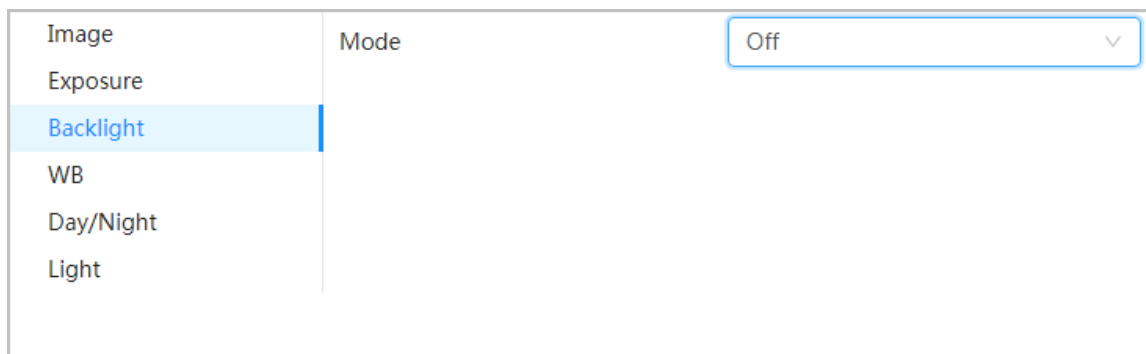 Image
Exposure
Backlight
WB
Day/Night
Light
Mode
Off